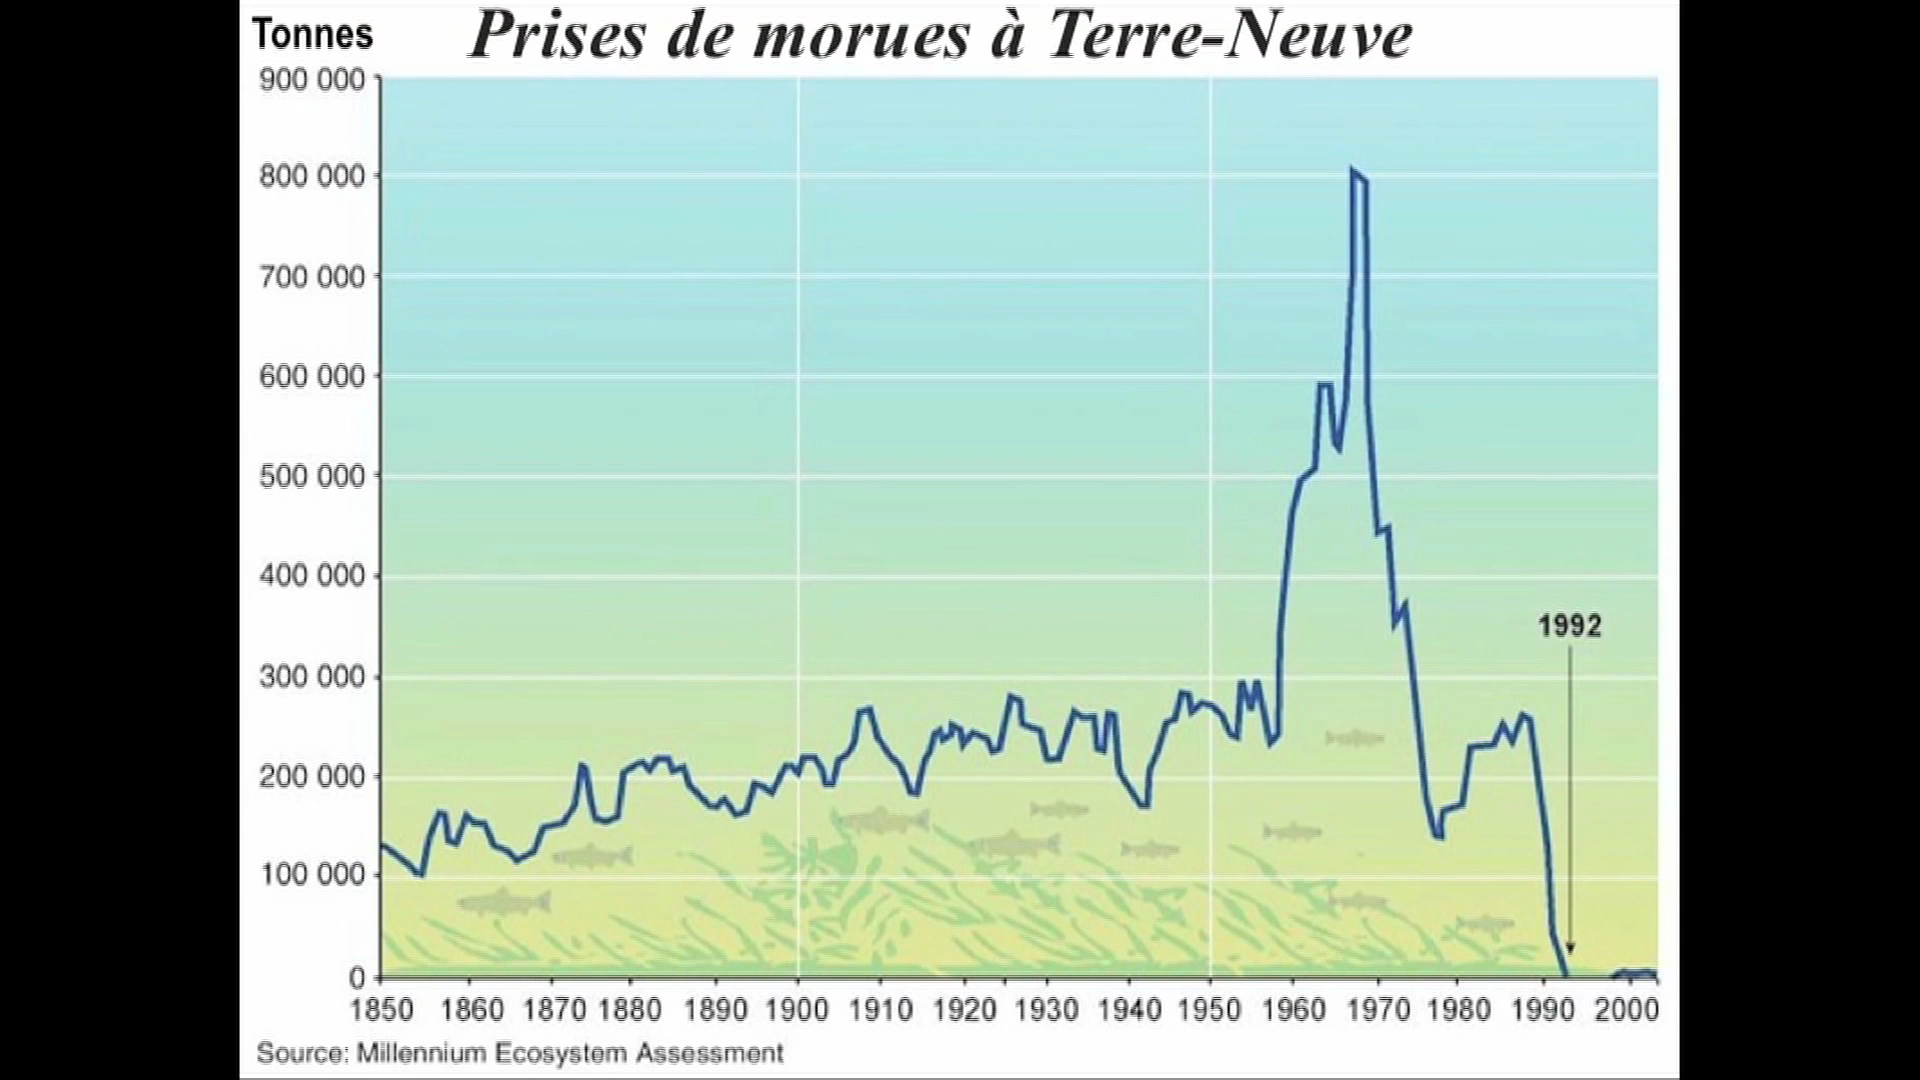 Tonnes
Prises de morues à Terre-Neuve
900 000
800 000
700 000
600 000
500 000
400 000
300 000
200 000
100 000
0
1992
1850 1860 1870 1880 1890 1900 1910 1920 1930 1940 1950 1960 1970 1980 1990 2000
Source: Millennium Ecosystem Assessment